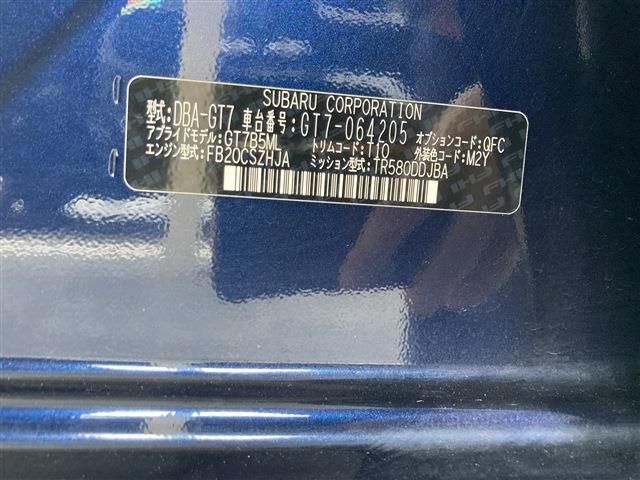 SUBARU CORPORATION
型式:DBA-GT7 車台番号:GT7-064205 オプションコード:QFC
アプライドモデル:GT7B5ML トリムコード:T10 外装色コード:M2Y
エンジン型式:FB20CSZHJA ミッション型式:TR580DDJBA